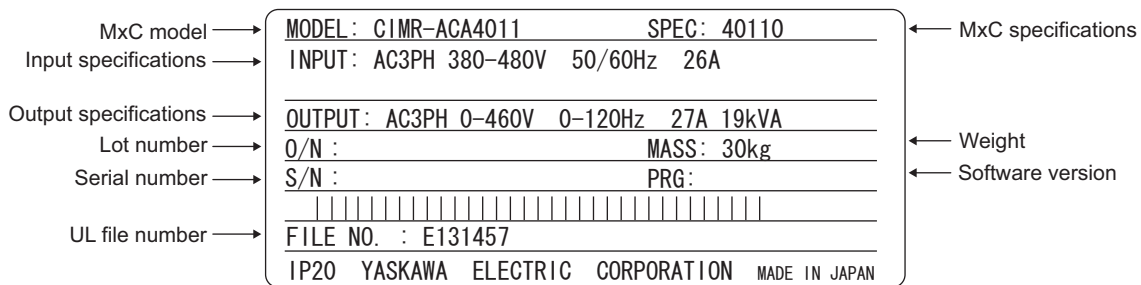 MxC model MODEL: CIMR-ACA4011 SPEC: 40110 MxC specifications
Input specifications INPUT: AC3PH 380-480V 50/60Hz 26A
Output specifications OUTPUT: AC3PH 0-460V 0-120Hz 27A 19kVA
Lot number O/N : MASS: 30kg Weight
Serial number S/N : PRG: Software version
UL file number FILE NO. : E131457
IP20 YASKAWA ELECTRIC CORPORATION MADE IN JAPAN